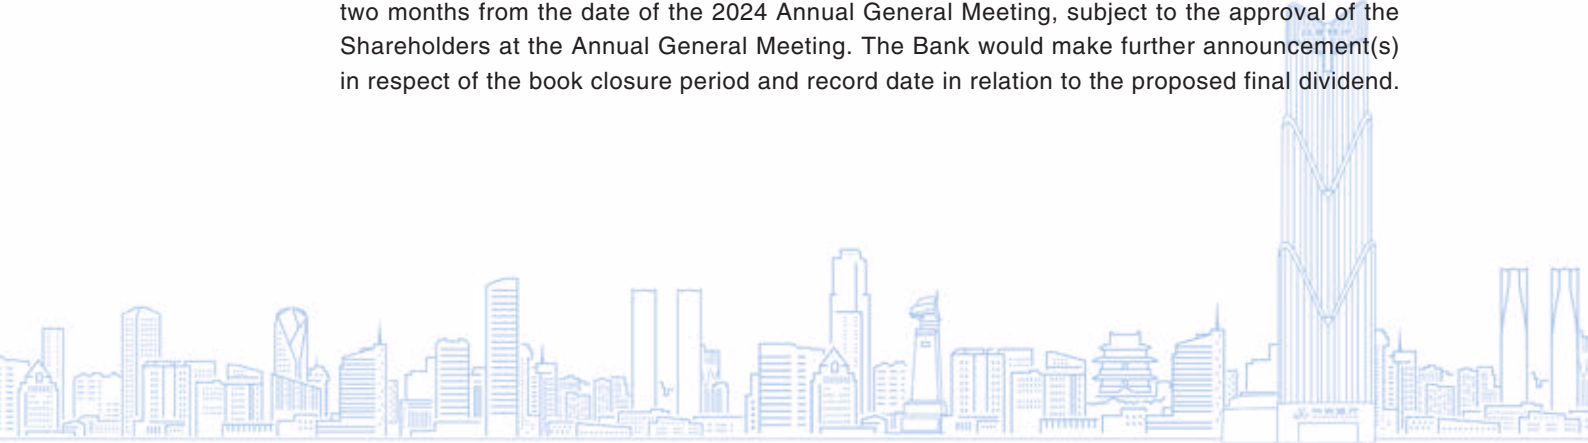 two months from the date of the 2024 Annual General Meeting, subject to the approval of the
Shareholders at the Annual General Meeting. The Bank would make further announcement(s)
in respect of the book closure period and record date in relation to the proposed final dividend.